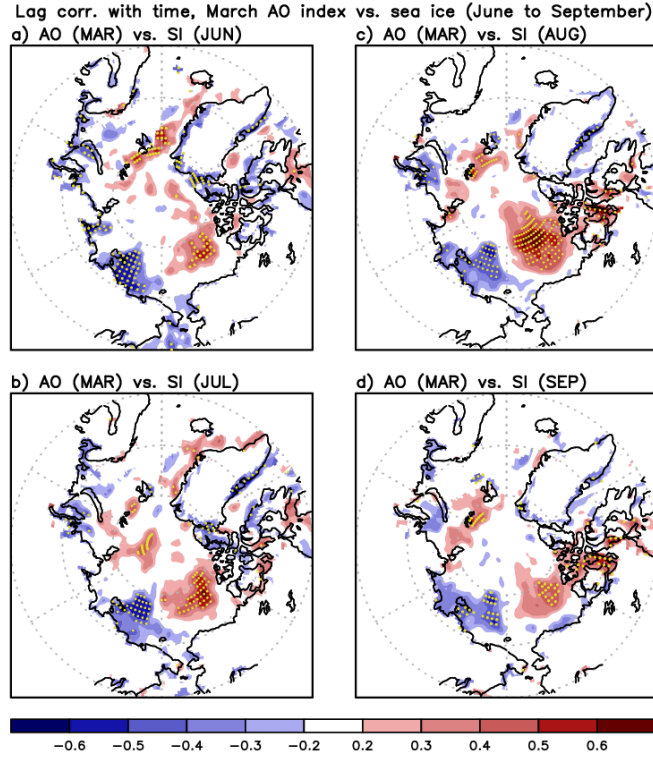 Lag corr. with time, March AO index vs. sea ice (June to September)
a) AO (MAR) vs. SI (JUN)
c) AO (MAR) vs. SI (AUG)
b) AO (MAR) vs. SI (JUL)
d) AO (MAR) vs. SI (SEP)
−0.6 −0.5 −0.4 −0.3 −0.2 0.2 0.3 0.4 0.5 0.6